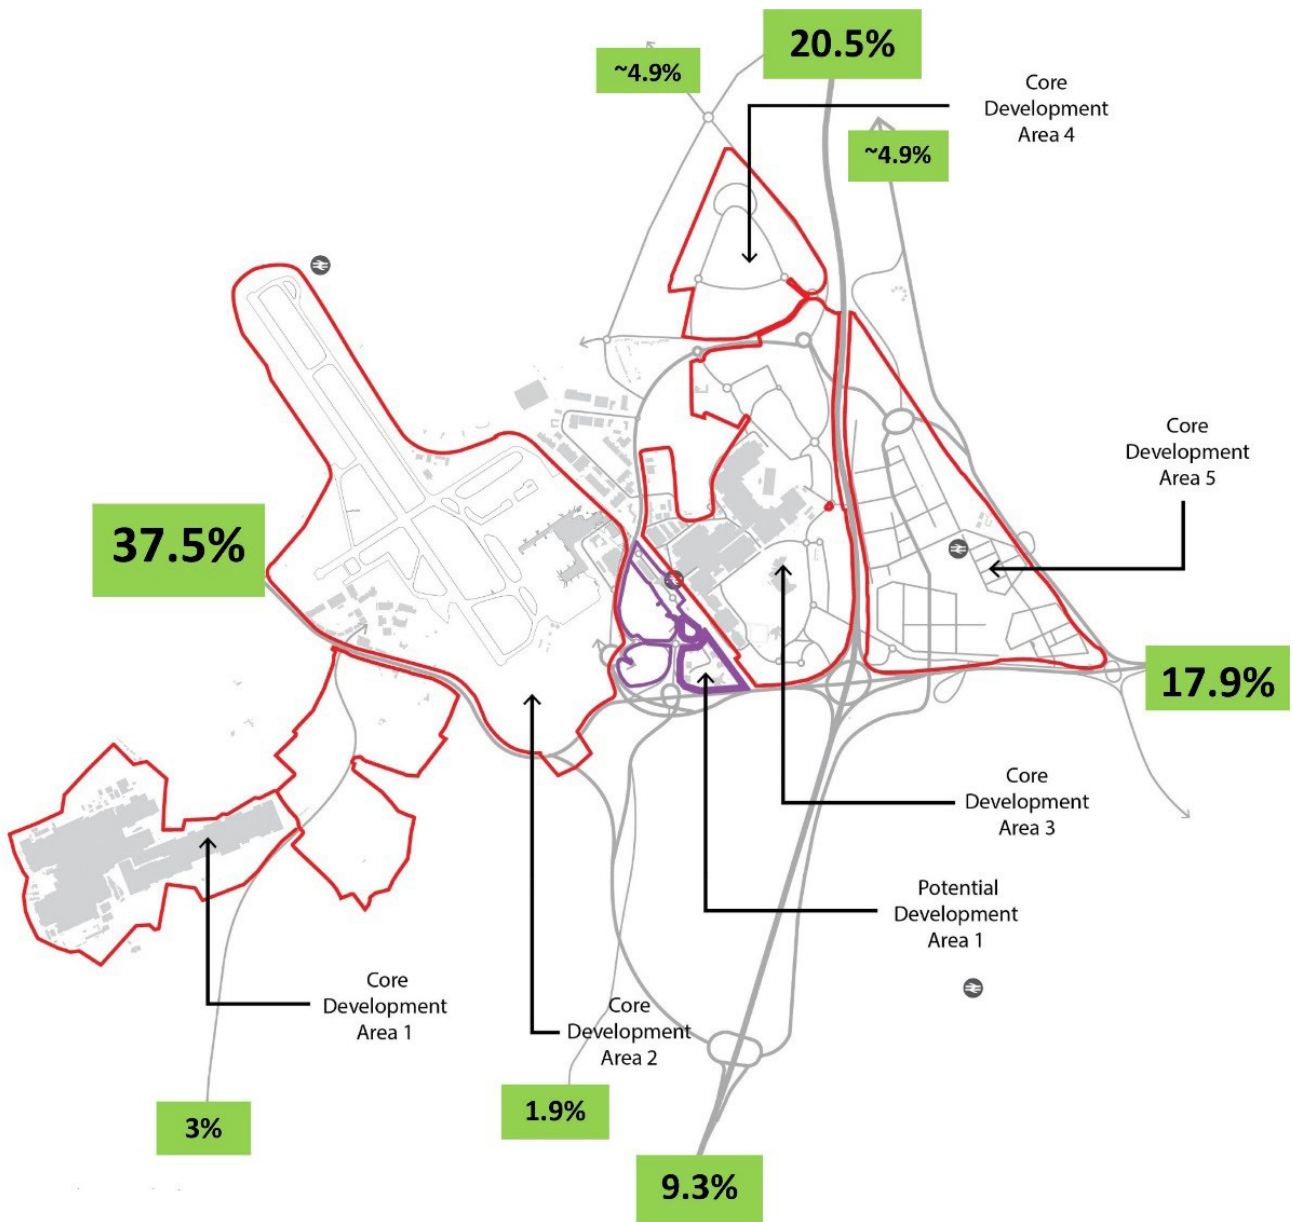 20.5%
~4.9%
Core
Development
Area 4
~4.9%
Core
Development
Area 5
37.5%
17.9%
Core
Development
Area 3
Potential
Development
Area 1
Core
Development
Area 1
Core
Development
Area 2
1.9%
3%
9.3%